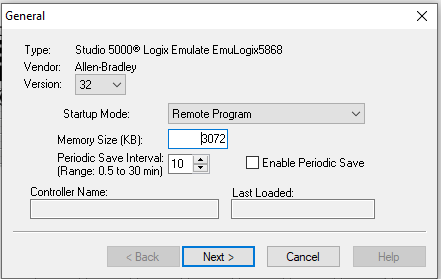 General
Type: Studio 5000® Logix Emulate EmuLogix5868
Vendor: Allen-Bradley
Version: 32
Startup Mode: Remote Program
Memory Size (KB): 3072
Periodic Save Interval:
(Range: 0.5 to 30 min) 10 Enable Periodic Save
Controller Name: Last Loaded:
< Back Next > Cancel Help